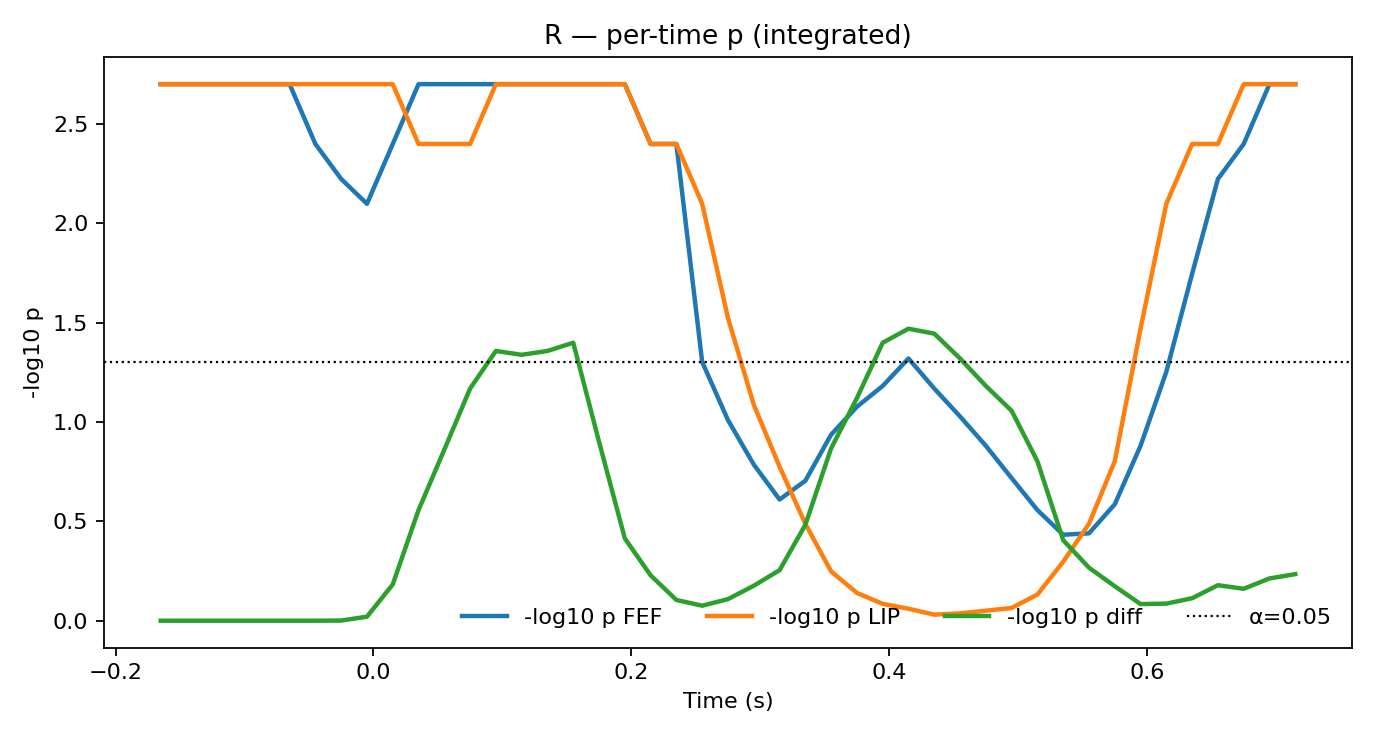 R — per-time p (integrated)
-log10 p
2.5
2.0
1.5
1.0
0.5
0.0
-log10 p FEF -log10 p LIP -log10 p diff α=0.05
−0.2 0.0 0.2 0.4 0.6
Time (s)